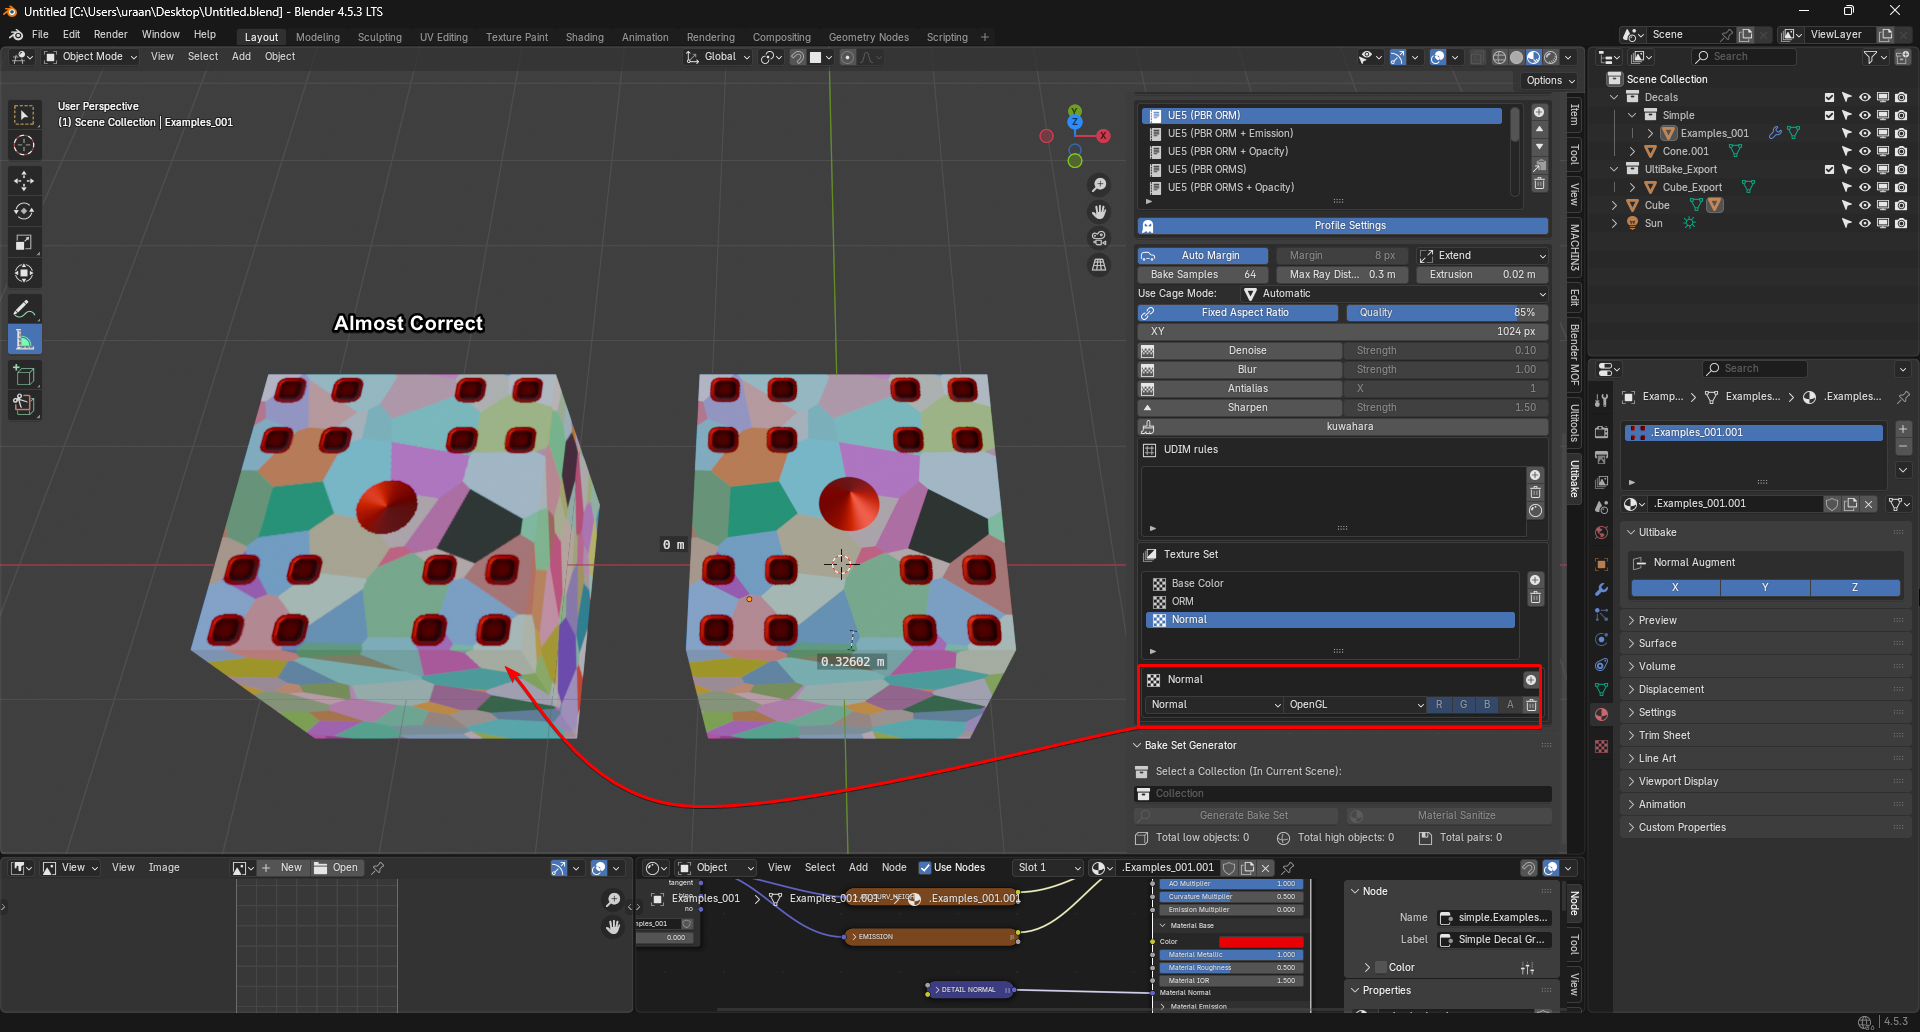 Untitled [C:\Users\uraan\Desktop\Untitled.blend] - Blender 4.5.3 LTS
File Edit Render Window Help
Layout Modeling Sculpting UV Editing Texture Paint Shading Animation Rendering Compositing Geometry Nodes Scripting +
Scene ViewLayer
Object Mode View Select Add Object
Global
Options
Search
User Perspective
(1) Scene Collection | Examples_001
Y
Z
X
Almost Correct
0 m
0.32602 m
UE5 (PBR ORM)
UE5 (PBR ORM + Emission)
UE5 (PBR ORM + Opacity)
UE5 (PBR ORMS)
UE5 (PBR ORMS + Opacity)
Profile Settings
Auto Margin Margin 8 px Extend
Bake Samples 64 Max Ray Dist... 0.3 m Extrusion 0.02 m
Use Cage Mode: Automatic
Fixed Aspect Ratio Quality 85%
XY 1024 px
Denoise Strength 0.10
Blur Strength 1.00
Antialias X 1
Sharpen Strength 1.50
kuwahara
UDIM rules
Texture Set
Base Color
ORM
Normal
Normal
Normal OpenGL R G B A
Bake Set Generator
Select a Collection (In Current Scene):
Collection
Generate Bake Set Material Sanitize
Total low objects: 0 Total high objects: 0 Total pairs: 0
Item
Tool
View
MACHIN3
Edit
Blender MOF
Ultitools
Ultibake
Scene Collection
Decals
Simple
Examples_001
Cone.001
UltiBake_Export
Cube_Export
Cube
Sun
Search
Examp... Examples... .Examples...
.Examples_001.001
.Examples_001.001
Ultibake
Normal Augment
X Y Z
Preview
Surface
Volume
Displacement
Settings
Trim Sheet
Line Art
Viewport Display
Animation
Custom Properties
View View Image New Open
Object View Select Add Node Use Nodes Slot 1 .Examples_001.001
tangent
Examples_001 Examples_001.001 .Examples_001.001
no
0.000
EMISSION
DETAIL NORMAL
AO Multiplier 1.000
Curvature Multiplier 0.500
Emission Multiplier 0.000
Material Base
Color
Material Metallic 1.000
Material Roughness 0.500
Material IOR 1.500
Material Normal
Material Emission
Node
Name simple.Examples...
Label Simple Decal Gr...
Color
Properties
Node
Tool
View
4.5.3